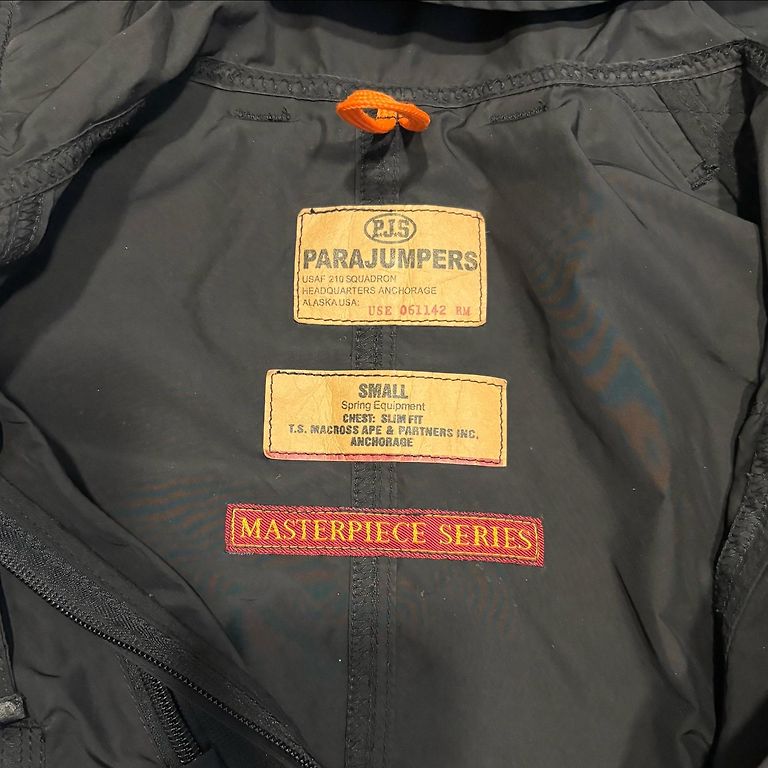 P.J.S
PARAJUMPERS
USAF 210 SQUADRON
HEADQUARTERS ANCHORAGE
ALASKA USA: USE 061142 RM
SMALL
Spring Equipment
CHEST: SLIM FIT
T.S. MACROSS APE & PARTNERS INC.
ANCHORAGE
MASTERPIECE SERIES